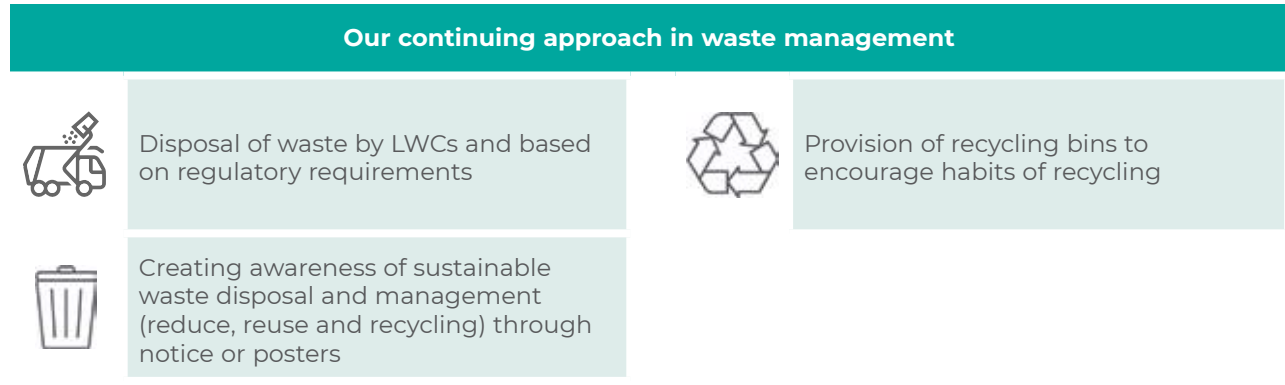 Our continuing approach in waste management
Disposal of waste by LWCs and based
on regulatory requirements
Provision of recycling bins to
encourage habits of recycling
Creating awareness of sustainable
waste disposal and management
(reduce, reuse and recycling) through
notice or posters